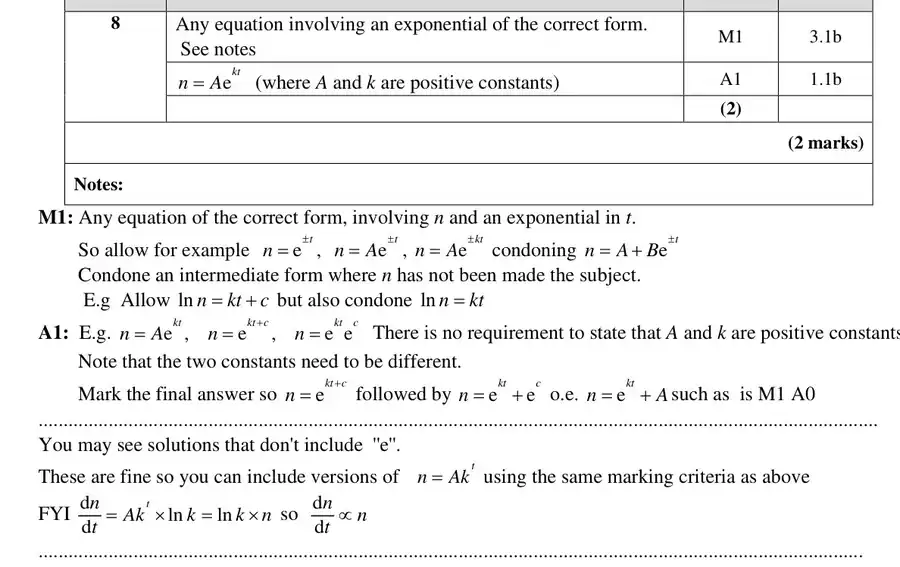 8 Any equation involving an exponential of the correct form. M1 3.1b
See notes
n = Ae^{kt} (where A and k are positive constants) A1 1.1b
(2)
(2 marks)
Notes:
M1: Any equation of the correct form, involving n and an exponential in t.
So allow for example n = e^{±t}, n = Ae^{±t}, n = Ae^{±kt} condoning n = A + Be^{±t}
Condone an intermediate form where n has not been made the subject.
E.g Allow ln n = kt + c but also condone ln n = kt
A1: E.g. n = Ae^{kt}, n = e^{kt+c}, n = e^{kt}e^{c} There is no requirement to state that A and k are positive constants
Note that the two constants need to be different.
Mark the final answer so n = e^{kt+c} followed by n = e^{kt} + e^{c} o.e. n = e^{kt} + A such as is M1 A0
You may see solutions that don't include "e".
These are fine so you can include versions of n = Ak^{t} using the same marking criteria as above
FYI dn/dt = Ak^{t} × ln k = ln k × n so dn/dt ∝ n